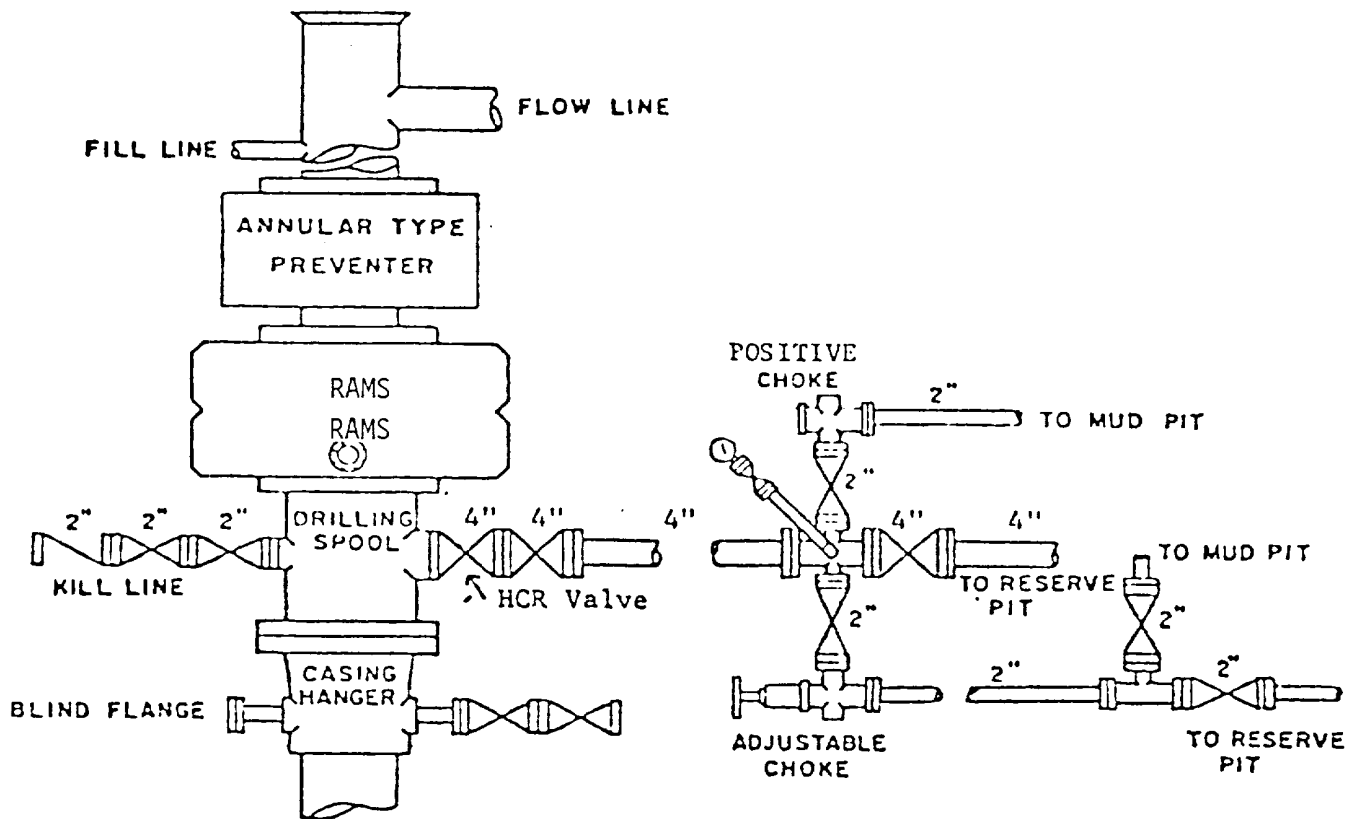 FLOW LINE
FILL LINE
ANNULAR TYPE
PREVENTER
RAMS
RAMS
POSITIVE
CHOKE
2"
TO MUD PIT
2"
2" 2" 2"
DRILLING
SPOOL
4" 4" 4"
4" 4"
KILL LINE
HCR Valve
TO RESERVE
PIT
TO MUD PIT
2"
2"
CASING
HANGER
BLIND FLANGE
2"
2"
ADJUSTABLE
CHOKE
TO RESERVE
PIT